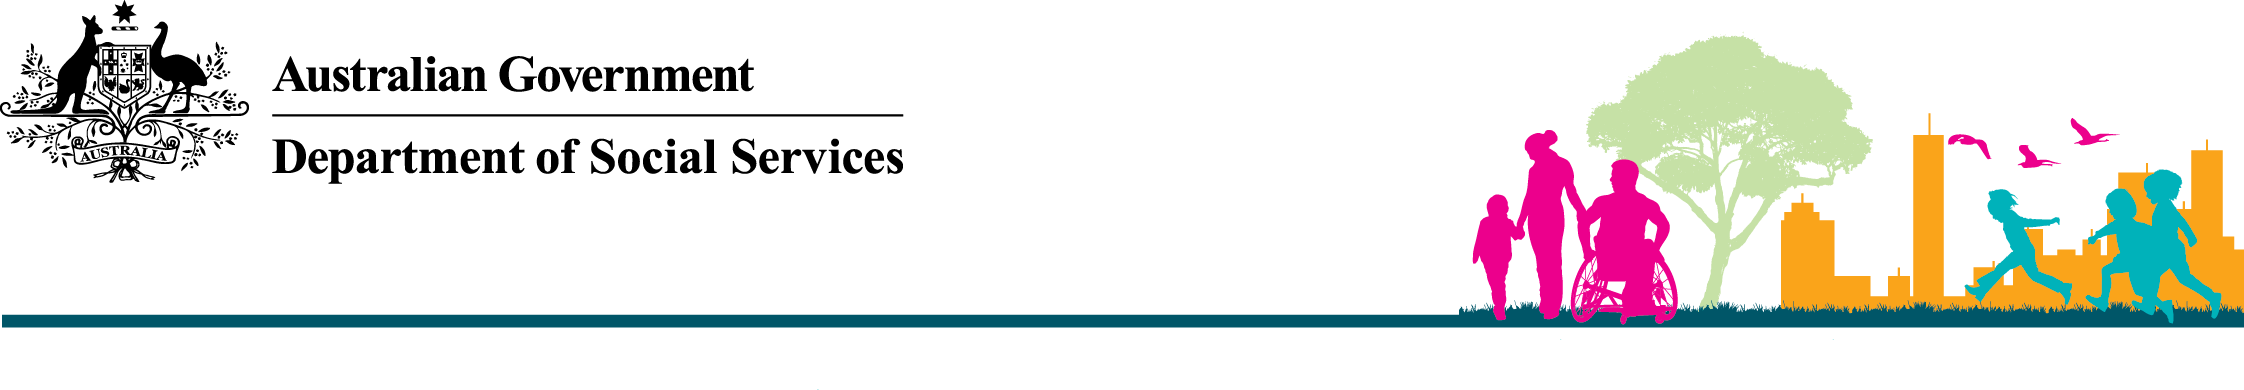 Australian Government
Department of Social Services
AUSTRALIA